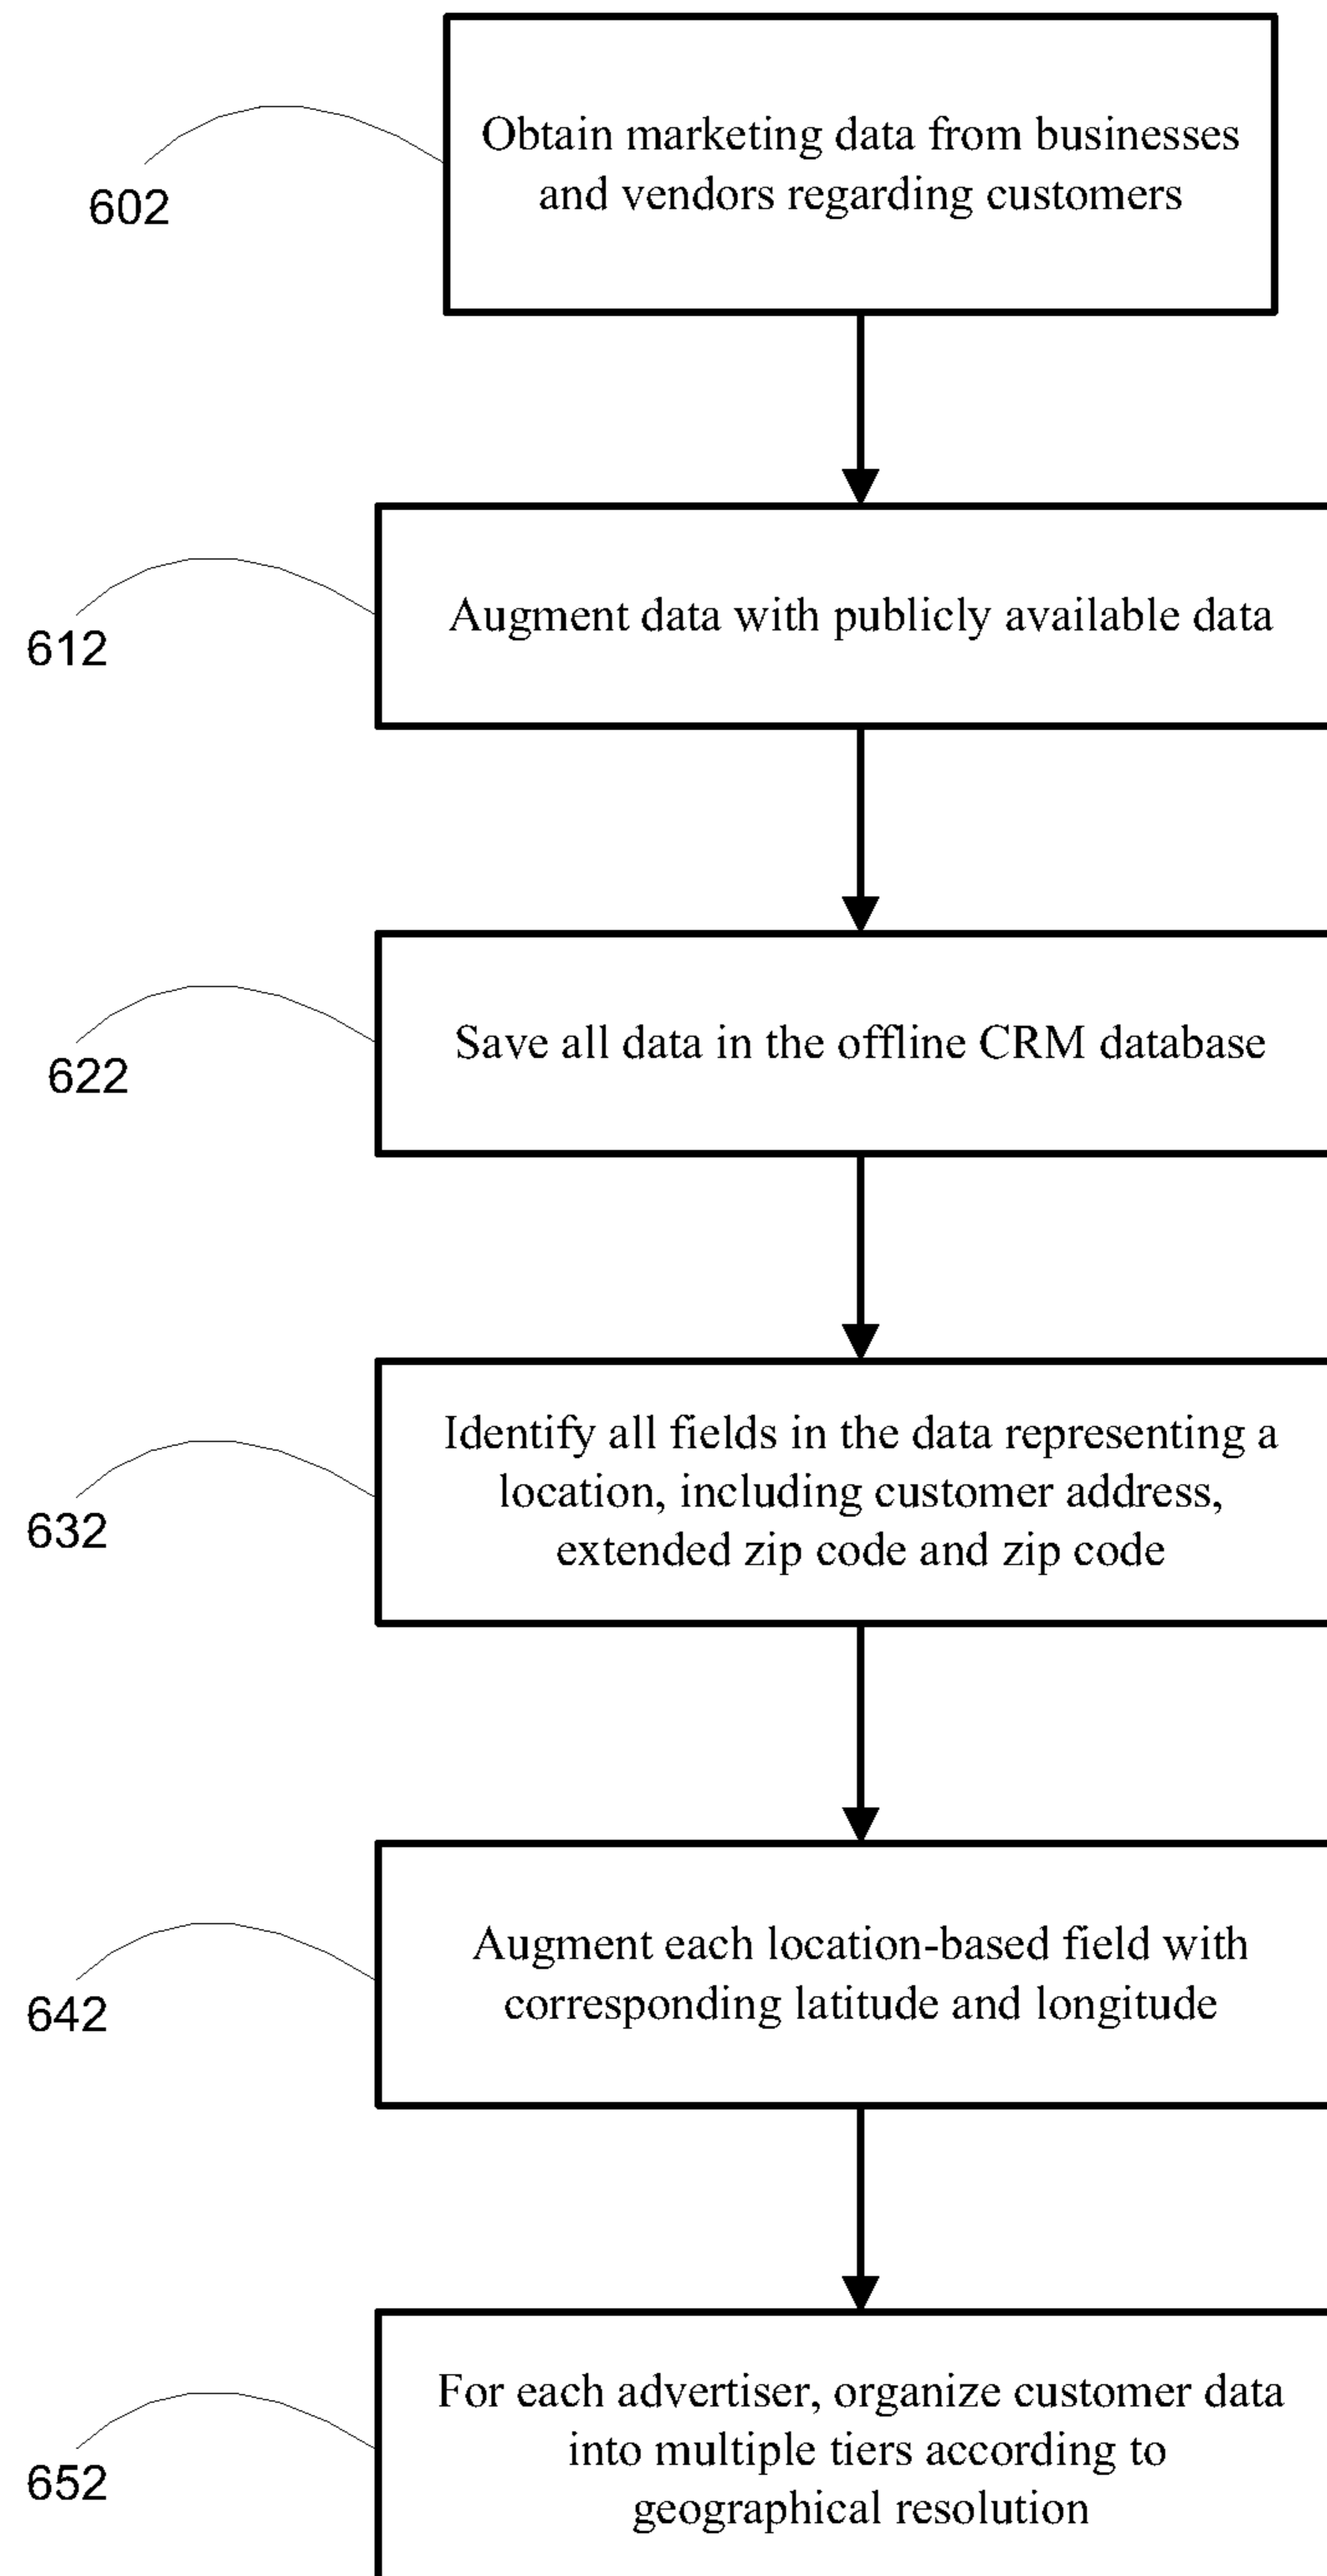 Obtain marketing data from businesses
and vendors regarding customers
602
Augment data with publicly available data
612
Save all data in the offline CRM database
622
Identify all fields in the data representing a
location, including customer address,
extended zip code and zip code
632
Augment each location-based field with
corresponding latitude and longitude
642
For each advertiser, organize customer data
into multiple tiers according to
geographical resolution
652